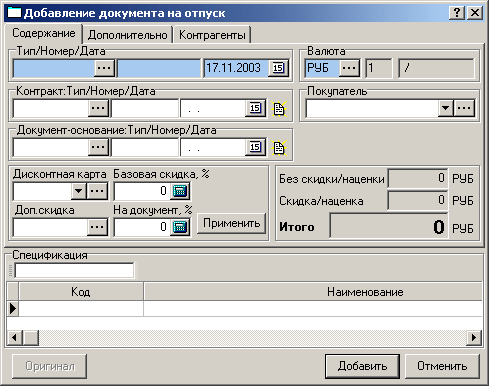 Добавление документа на отпуск
Содержание Дополнительно Контрагенты
Тип/Номер/Дата Валюта
17.11.2003 15 РУБ 1 /
Контракт:Тип/Номер/Дата Покупатель
. . 15
Документ-основание:Тип/Номер/Дата
. . 15
Дисконтная карта Базовая скидка, %
0 Без скидки/наценки 0 РУБ
Доп.скидка На документ, % Скидка/наценка 0 РУБ
0 Применить Итого 0 РУБ
Спецификация
Код Наименование
Оригинал Добавить Отменить